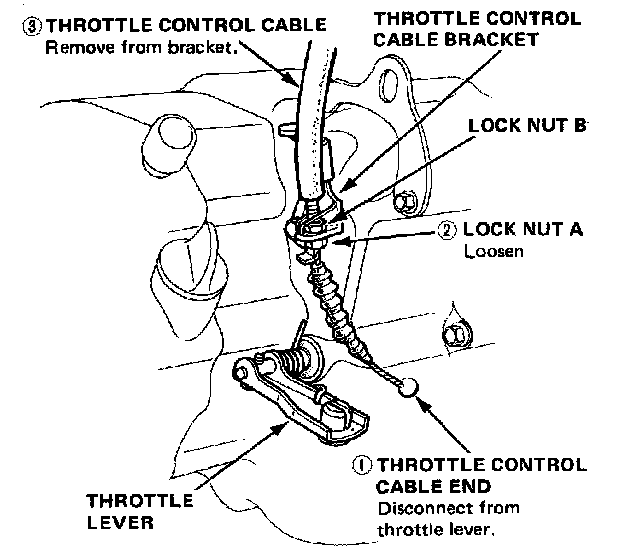 ③ THROTTLE CONTROL CABLE
Remove from bracket.
THROTTLE CONTROL
CABLE BRACKET
LOCK NUT B
② LOCK NUT A
Loosen
① THROTTLE CONTROL
CABLE END
Disconnect from
throttle lever.
THROTTLE
LEVER